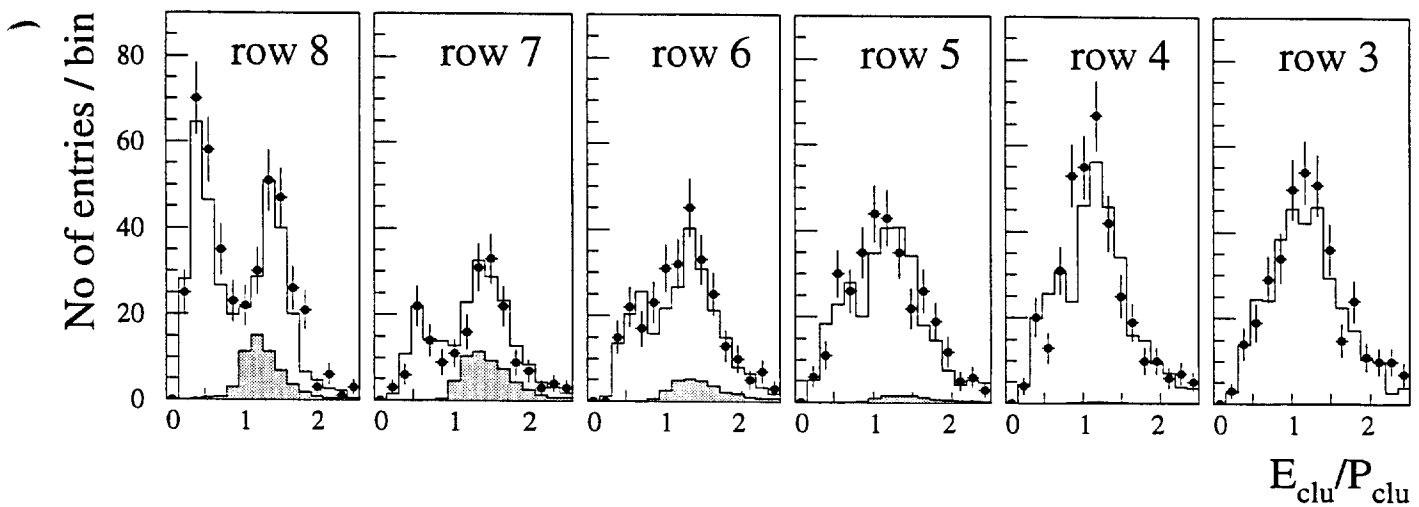 )
No of entries / bin
80
60
40
20
0
row 8
row 7
row 6
row 5
row 4
row 3
0 1 2
0 1 2
0 1 2
0 1 2
0 1 2
0 1 2
E_clu/P_clu